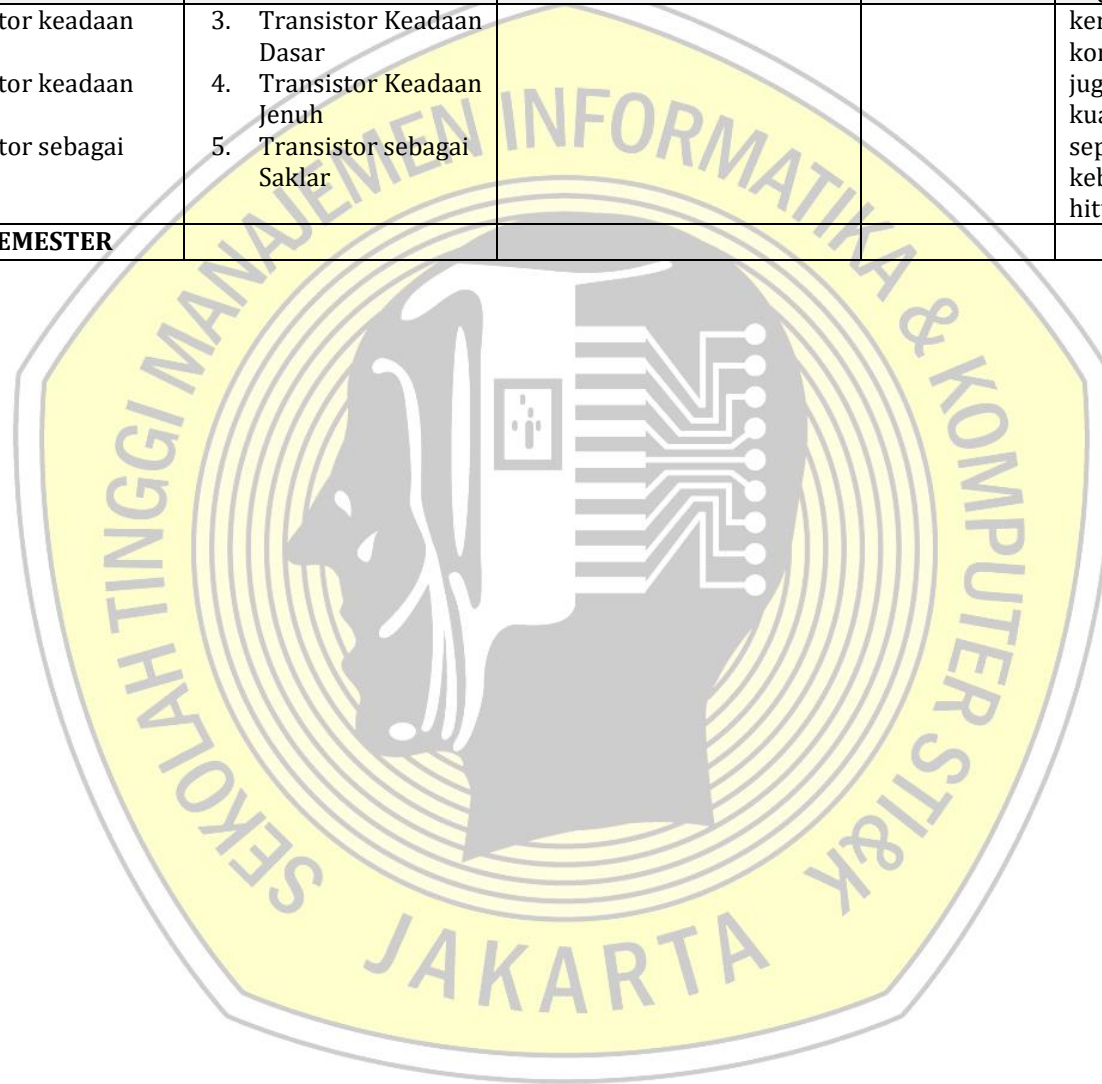 tor keadaan
tor keadaan
tor sebagai
3. Transistor Keadaan
Dasar
4. Transistor Keadaan
Jenuh
5. Transistor sebagai
Saklar
EMESTER
SEKOLAH TINGGI MANAJEMEN INFORMATIKA & KOMPUTER STI&K
JAKARTA